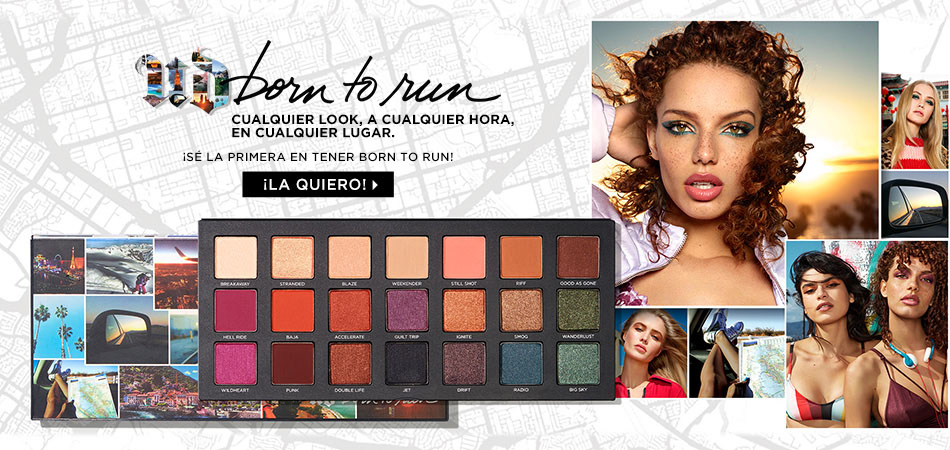 UD
born to run
CUALQUIER LOOK, A CUALQUIER HORA,
EN CUALQUIER LUGAR.
¡SÉ LA PRIMERA EN TENER BORN TO RUN!
¡LA QUIERO!
BREAKAWAY STRANDED BLAZE WEEKENDER STILL SHOT RIFF GOOD AS GONE
HELL RIDE BAJA ACCELERATE GUILT TRIP IGNITE SMOG WANDERLUST
WILDHEART PUNK DOUBLE LIFE JET DRIFT RADIO BIG SKY